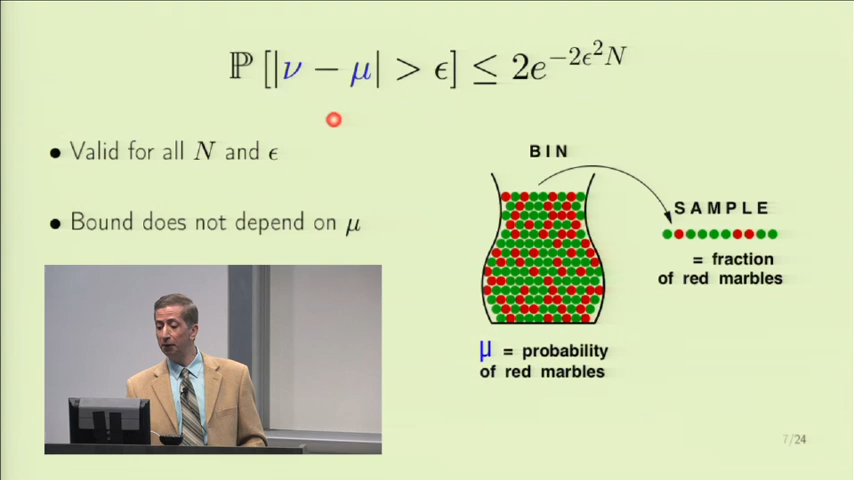 ℙ [|ν − μ| > ϵ] ≤ 2e^{−2ϵ²N}
• Valid for all N and ϵ
• Bound does not depend on μ
BIN
SAMPLE
= fraction
of red marbles
μ = probability
of red marbles
7/24